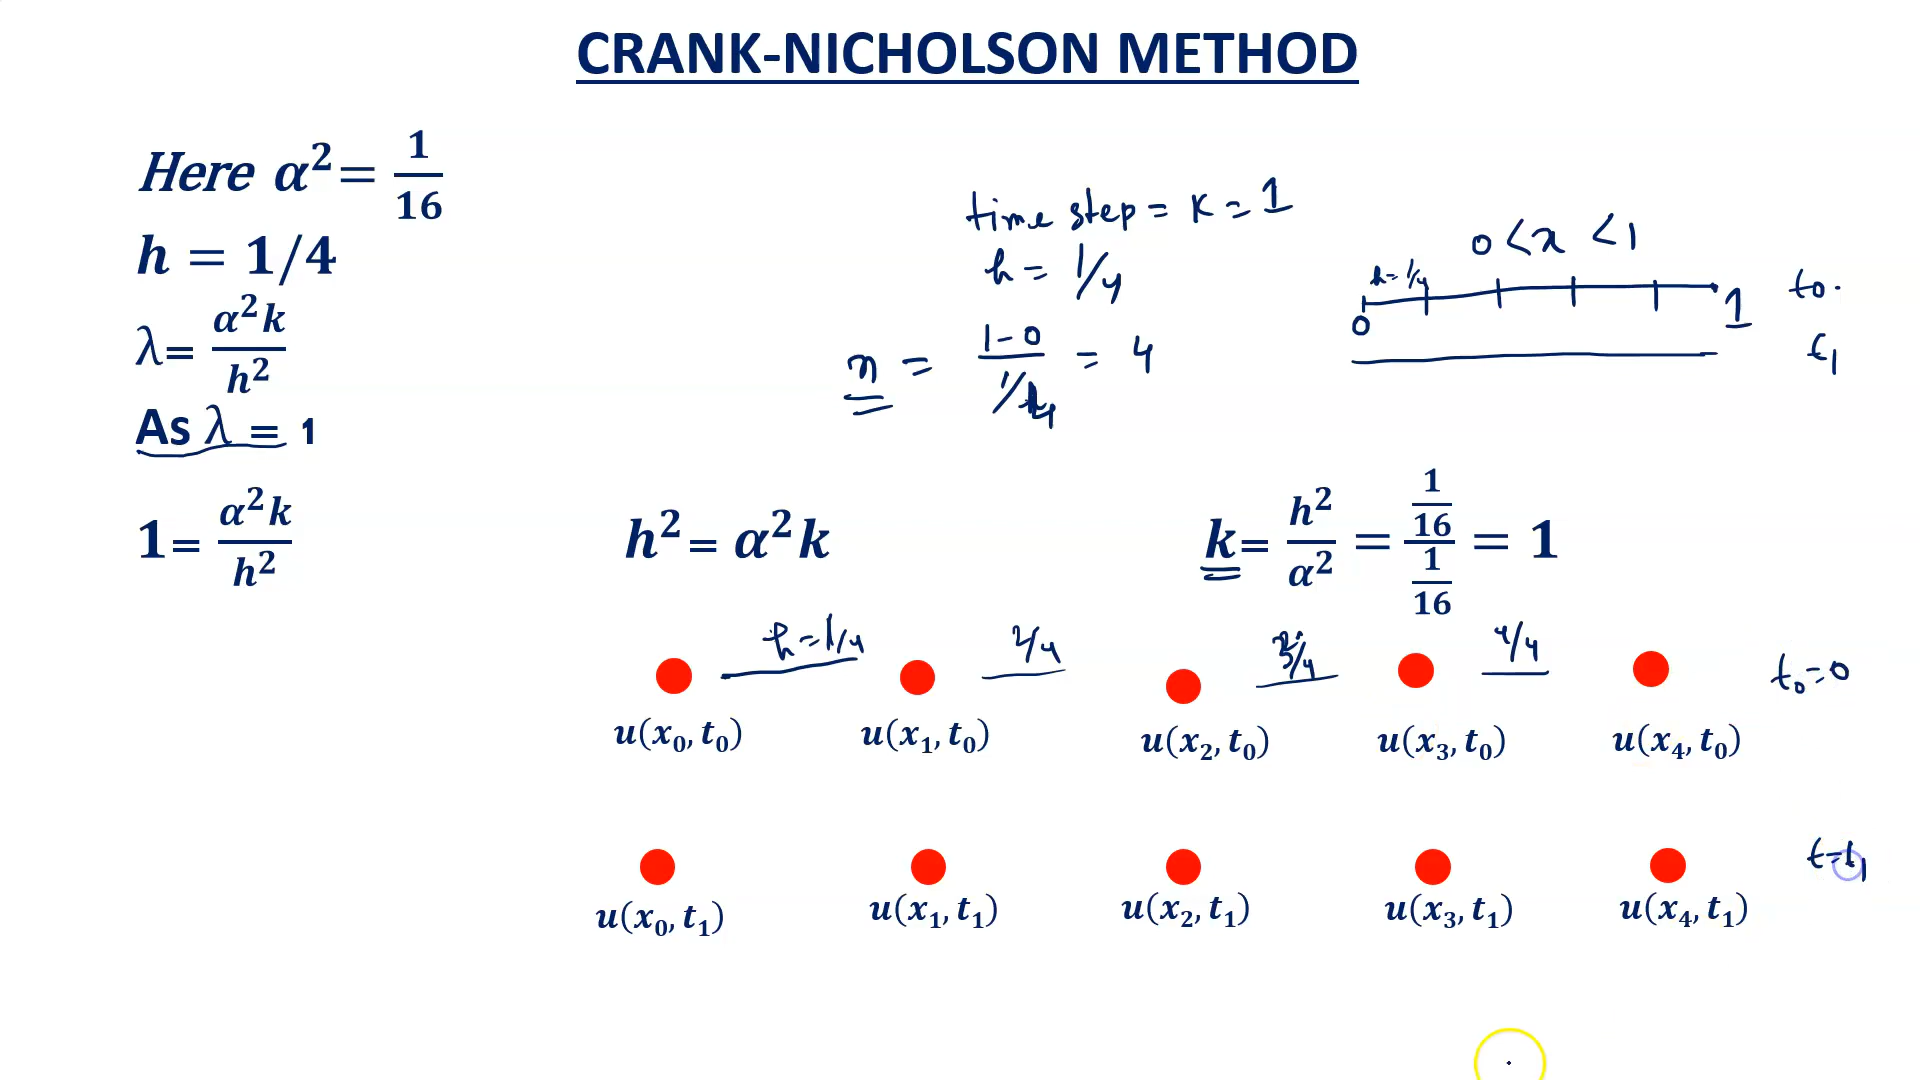 CRANK-NICHOLSON METHOD
Here α² = 1/16
h = 1/4
λ= α²k/h²
As λ = 1
1= α²k/h²
time step = K = 1
h = 1/4
n = (1-0)/(1/4) = 4
0 < x < 1
h=1/4
0
1
t0.
t1
h²= α²k
k= h²/α² = (1/16)/(1/16) = 1
h=1/4
2/4
3/4
4/4
t₀=0
u(x₀, t₀)
u(x₁, t₀)
u(x₂, t₀)
u(x₃, t₀)
u(x₄, t₀)
t=t₁
u(x₀, t₁)
u(x₁, t₁)
u(x₂, t₁)
u(x₃, t₁)
u(x₄, t₁)